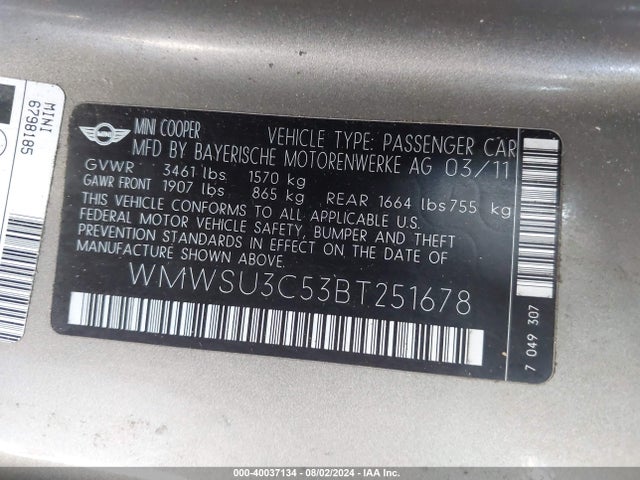 MINI
6798185
MINI
MINI COOPER
VEHICLE TYPE: PASSENGER CAR
MFD BY BAYERISCHE MOTORENWERKE AG 03/11
GVWR 3461 lbs 1570 kg
GAWR FRONT 1907 lbs 865 kg REAR 1664 lbs 755 kg
THIS VEHICLE CONFORMS TO ALL APPLICABLE U.S.
FEDERAL MOTOR VEHICLE SAFETY, BUMPER AND THEFT
PREVENTION STANDARDS IN EFFECT ON THE DATE OF
MANUFACTURE SHOWN ABOVE.
WMWSU3C53BT251678
7 049 307
000-40037134 - 08/02/2024 - IAA Inc.